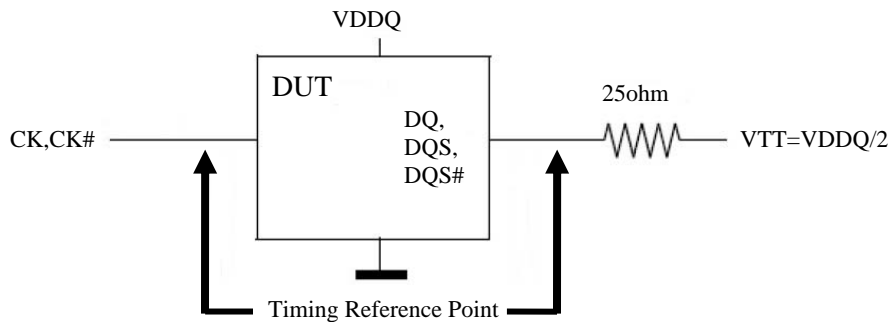 VDDQ
DUT
25ohm
CK,CK#
DQ,
DQS,
DQS#
VTT=VDDQ/2
Timing Reference Point